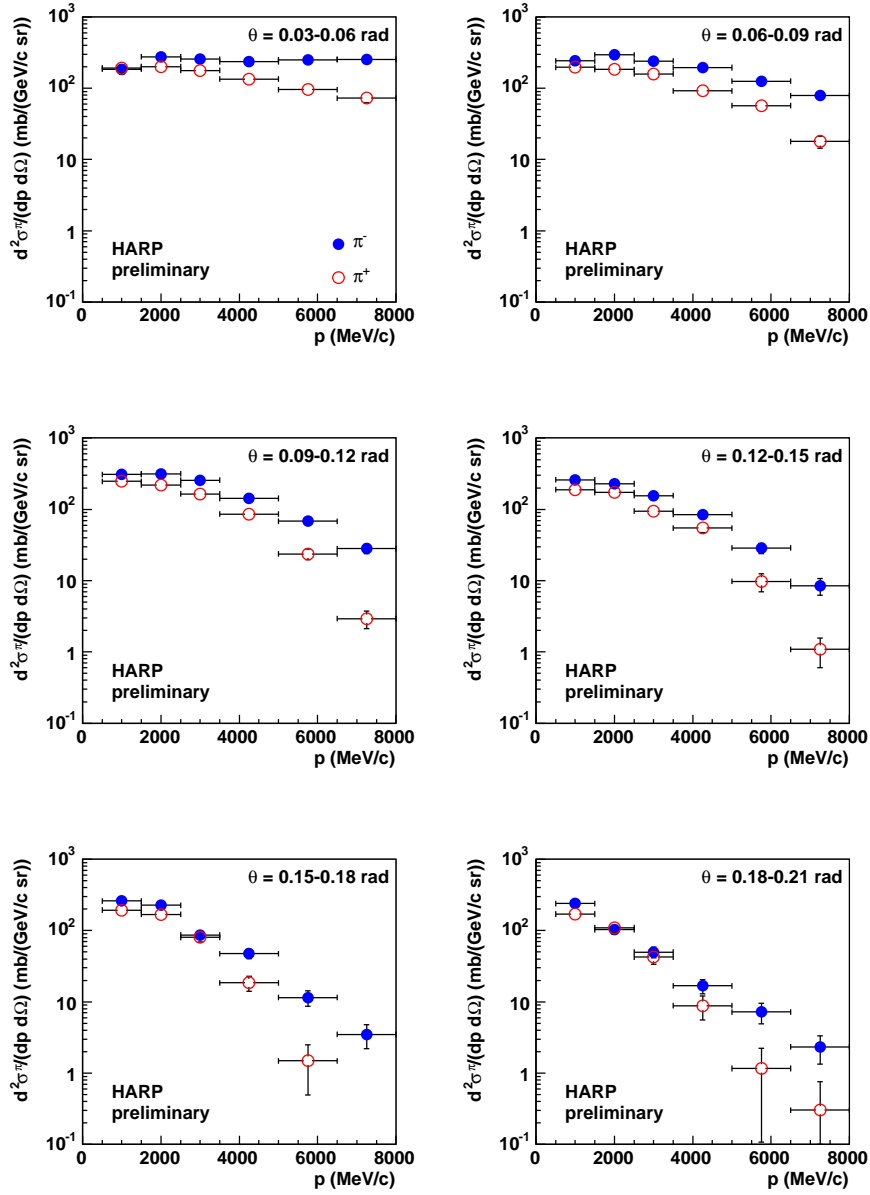 d²σ^π/(dp dΩ) (mb/(GeV/c sr))
10³
10²
10
1
10⁻¹
θ = 0.03-0.06 rad
π⁻
π⁺
HARP
preliminary
0 2000 4000 6000 8000
p (MeV/c)
d²σ^π/(dp dΩ) (mb/(GeV/c sr))
10³
10²
10
1
10⁻¹
θ = 0.06-0.09 rad
HARP
preliminary
0 2000 4000 6000 8000
p (MeV/c)
d²σ^π/(dp dΩ) (mb/(GeV/c sr))
10³
10²
10
1
10⁻¹
θ = 0.09-0.12 rad
HARP
preliminary
0 2000 4000 6000 8000
p (MeV/c)
d²σ^π/(dp dΩ) (mb/(GeV/c sr))
10³
10²
10
1
10⁻¹
θ = 0.12-0.15 rad
HARP
preliminary
0 2000 4000 6000 8000
p (MeV/c)
d²σ^π/(dp dΩ) (mb/(GeV/c sr))
10³
10²
10
1
10⁻¹
θ = 0.15-0.18 rad
HARP
preliminary
0 2000 4000 6000 8000
p (MeV/c)
d²σ^π/(dp dΩ) (mb/(GeV/c sr))
10³
10²
10
1
10⁻¹
θ = 0.18-0.21 rad
HARP
preliminary
0 2000 4000 6000 8000
p (MeV/c)